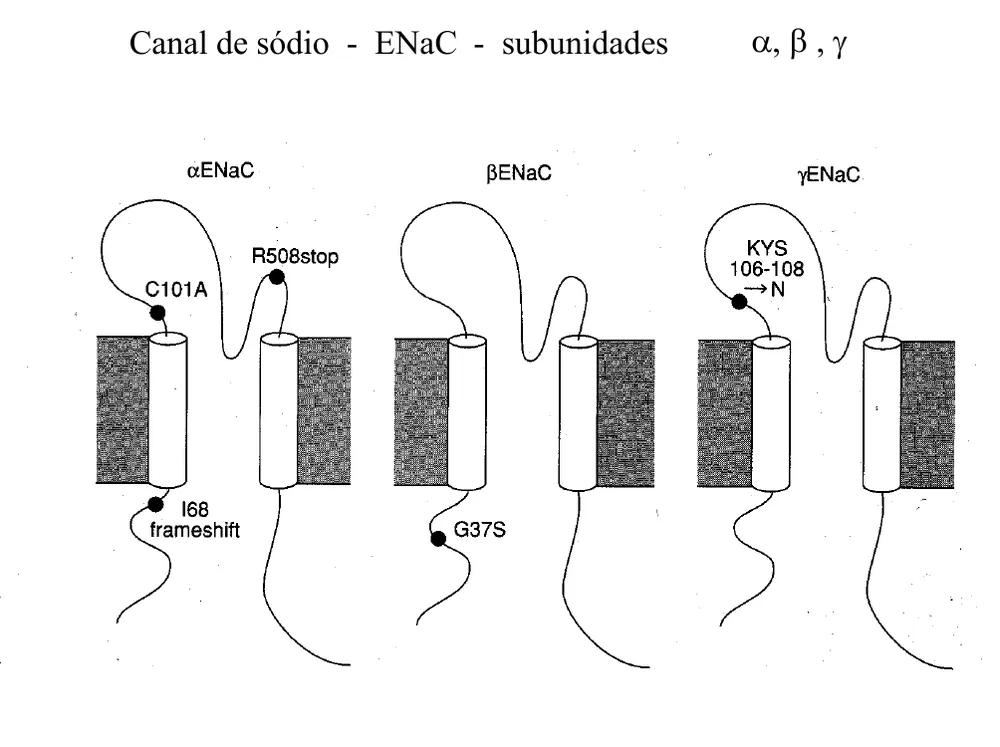 Canal de sódio - ENaC - subunidades α, β , γ
αENaC
βENaC
γENaC
R508stop
C101A
KYS
106-108
→ N
I68
frameshift
G37S